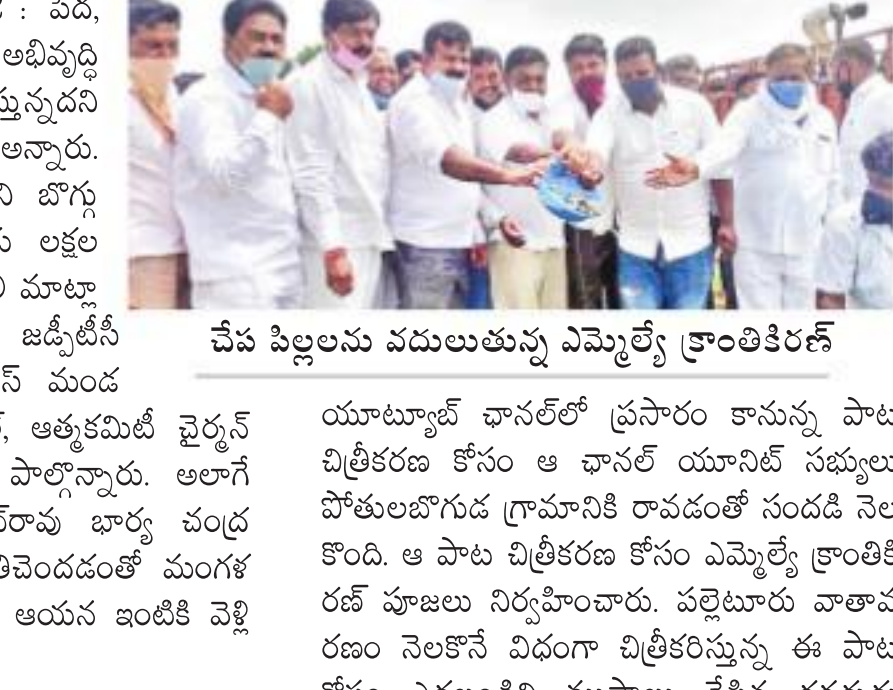 : పేద,
అభివృద్ధి
స్తున్నదని
అన్నారు.
ని బొగ్గు
లక్షల
మాట్లా
జడ్పీటీసీ
స్ మండ
ఆత్మకమిటీ చైర్మన్
పాల్గొన్నారు. అలాగే
రావు భార్య చంద్ర
తిచెందడంతో మంగళ
ఆయన ఇంటికి వెళ్లి
చేప పిల్లలను వదులుతున్న ఎమ్మెల్యే క్రాంతికిరణ్
యూట్యూబ్ ఛానల్‌లో ప్రసారం కానున్న పాట
చిత్రీకరణ కోసం ఆ ఛానల్ యూనిట్ సభ్యులు
పోతులబొగుడ గ్రామానికి రావడంతో సందడి నెల
కొంది. ఆ పాట చిత్రీకరణ కోసం ఎమ్మెల్యే క్రాంతికి
రణ్ పూజలు నిర్వహించారు. పల్లెటూరు వాతావ
రణం నెలకొనే విధంగా చిత్రీకరిస్తున్న ఈ పాట